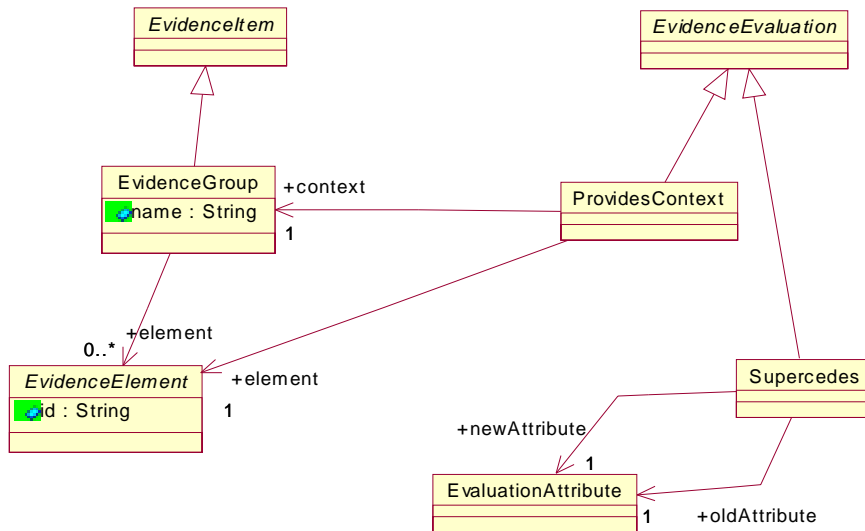 EvidenceItem
EvidenceEvaluation
EvidenceGroup
name : String
+context
1
ProvidesContext
0..*
+element
EvidenceElement
id : String
+element
1
Supercedes
+newAttribute
1
EvaluationAttribute
1
+oldAttribute